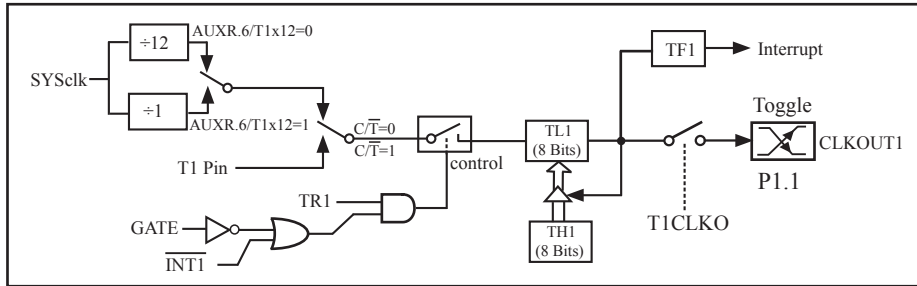 AUXR.6/T1x12=0
÷12
SYSclk
÷1
AUXR.6/T1x12=1
C/T̅=0
C/T̅=1
T1 Pin
control
TR1
GATE
I̅N̅T̅1̅
TL1
(8 Bits)
TH1
(8 Bits)
TF1
Interrupt
Toggle
CLKOUT1
P1.1
T1CLKO